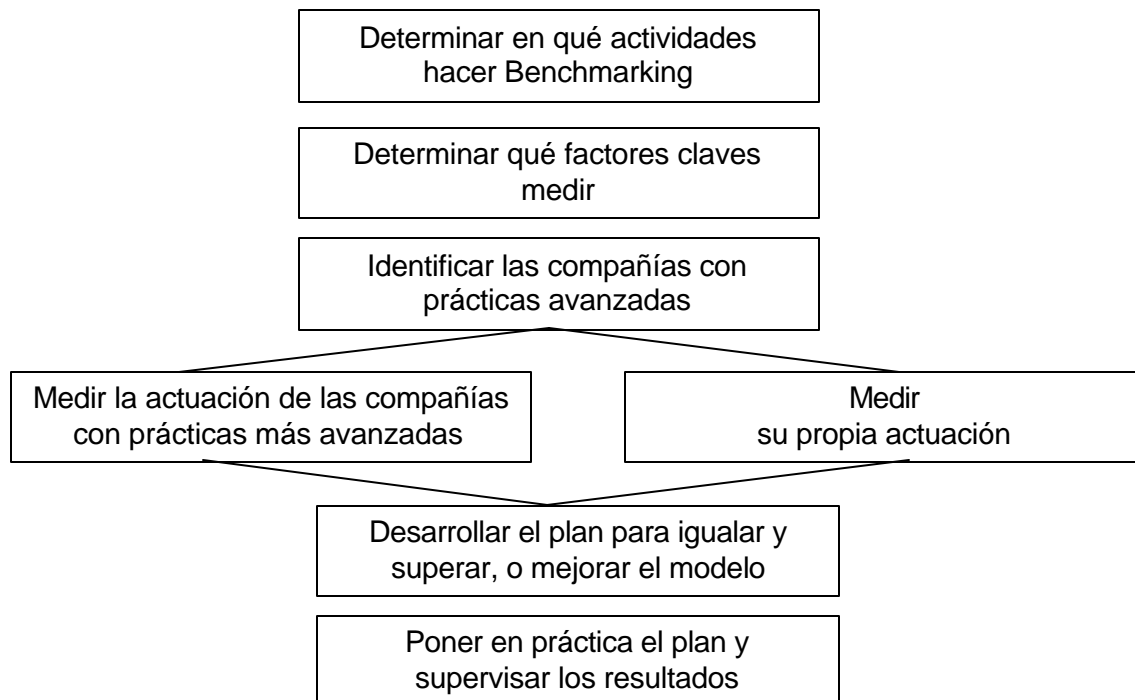 Determinar en qué actividades
hacer Benchmarking
Determinar qué factores claves
medir
Identificar las compañías con
prácticas avanzadas
Medir la actuación de las compañías
con prácticas más avanzadas
Medir
su propia actuación
Desarrollar el plan para igualar y
superar, o mejorar el modelo
Poner en práctica el plan y
supervisar los resultados